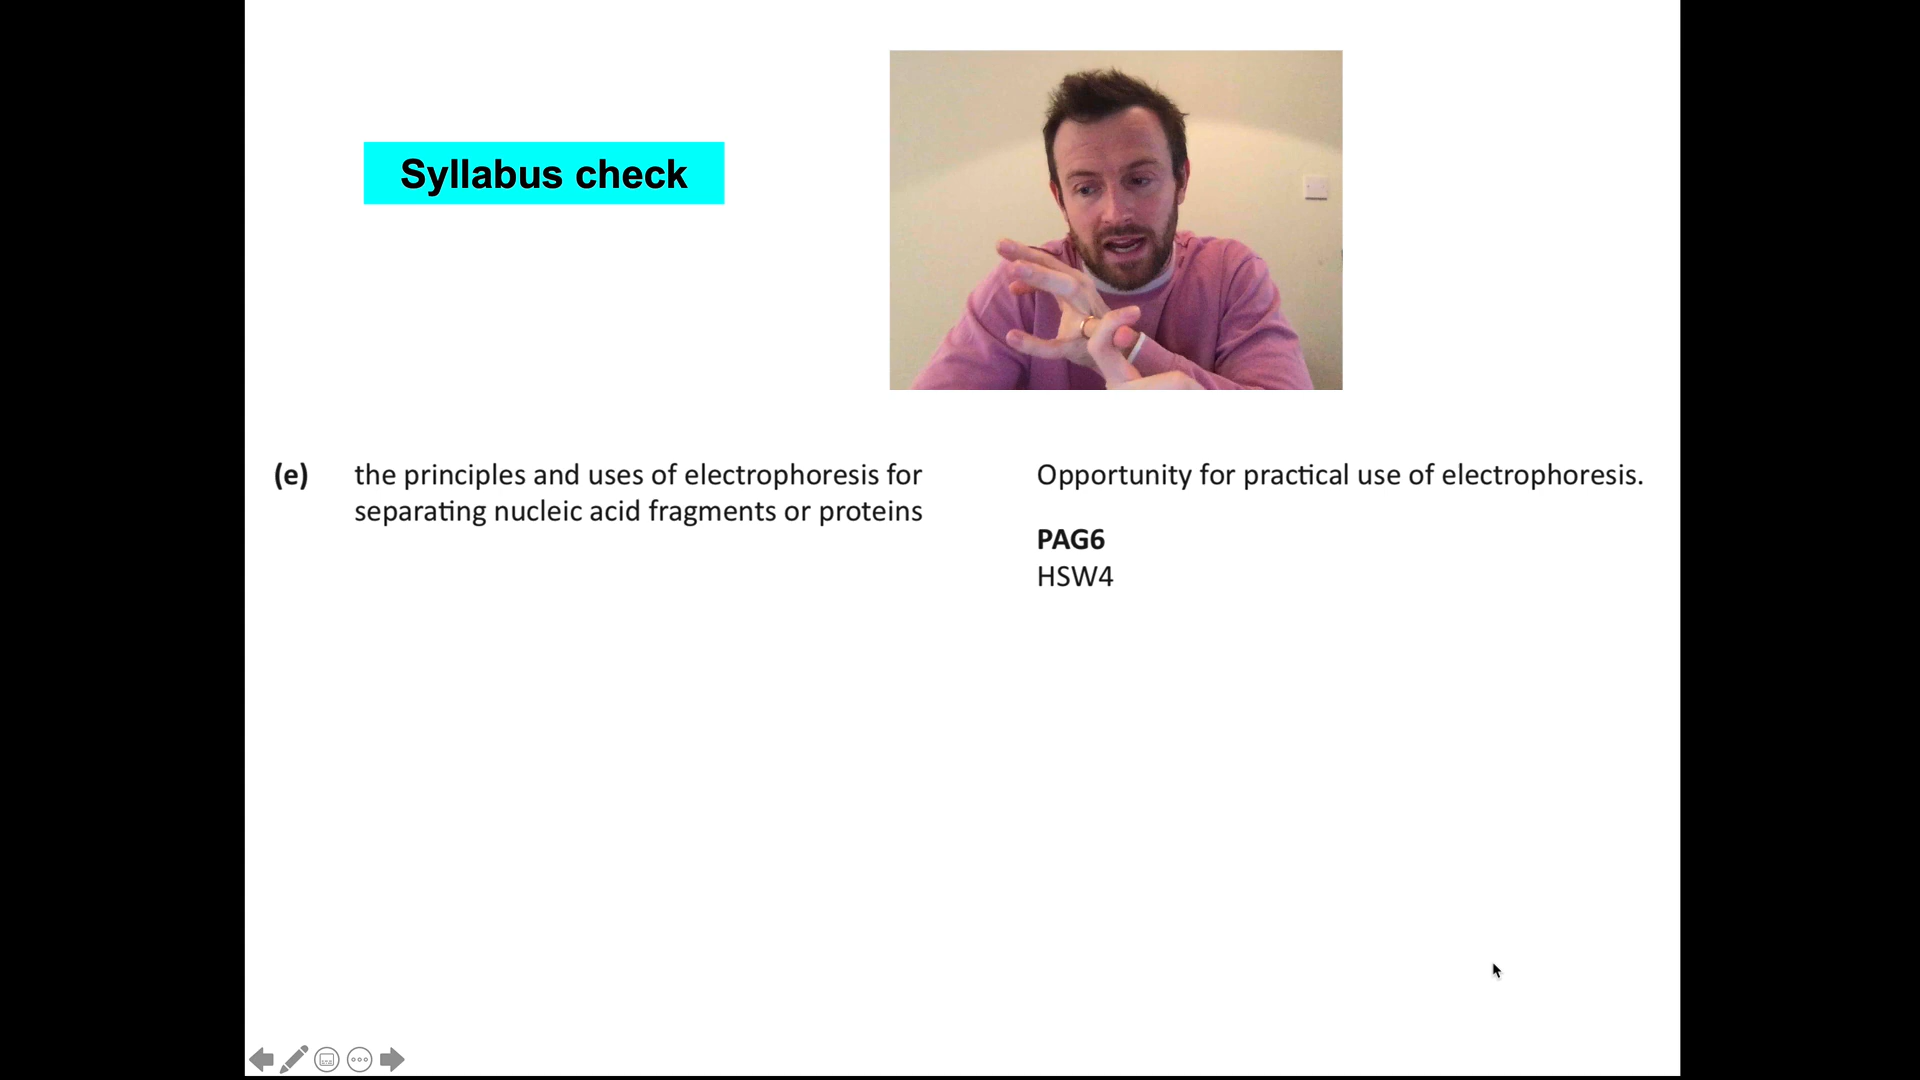 Syllabus check
(e) the principles and uses of electrophoresis for
separating nucleic acid fragments or proteins
Opportunity for practical use of electrophoresis.
PAG6
HSW4